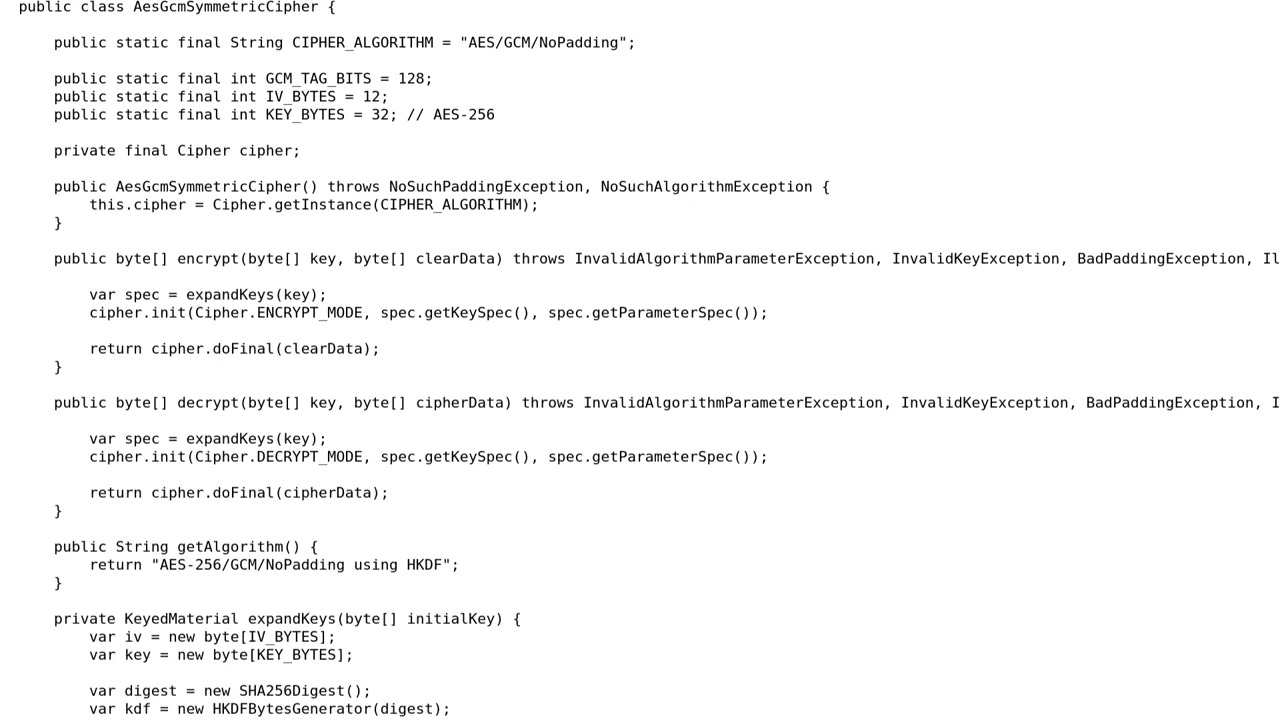 public class AesGcmSymmetricCipher {
public static final String CIPHER_ALGORITHM = "AES/GCM/NoPadding";
public static final int GCM_TAG_BITS = 128;
public static final int IV_BYTES = 12;
public static final int KEY_BYTES = 32; // AES-256
private final Cipher cipher;
public AesGcmSymmetricCipher() throws NoSuchPaddingException, NoSuchAlgorithmException {
this.cipher = Cipher.getInstance(CIPHER_ALGORITHM);
}
public byte[] encrypt(byte[] key, byte[] clearData) throws InvalidAlgorithmParameterException, InvalidKeyException, BadPaddingException, Il
var spec = expandKeys(key);
cipher.init(Cipher.ENCRYPT_MODE, spec.getKeySpec(), spec.getParameterSpec());
return cipher.doFinal(clearData);
}
public byte[] decrypt(byte[] key, byte[] cipherData) throws InvalidAlgorithmParameterException, InvalidKeyException, BadPaddingException, I
var spec = expandKeys(key);
cipher.init(Cipher.DECRYPT_MODE, spec.getKeySpec(), spec.getParameterSpec());
return cipher.doFinal(cipherData);
}
public String getAlgorithm() {
return "AES-256/GCM/NoPadding using HKDF";
}
private KeyedMaterial expandKeys(byte[] initialKey) {
var iv = new byte[IV_BYTES];
var key = new byte[KEY_BYTES];
var digest = new SHA256Digest();
var kdf = new HKDFBytesGenerator(digest);